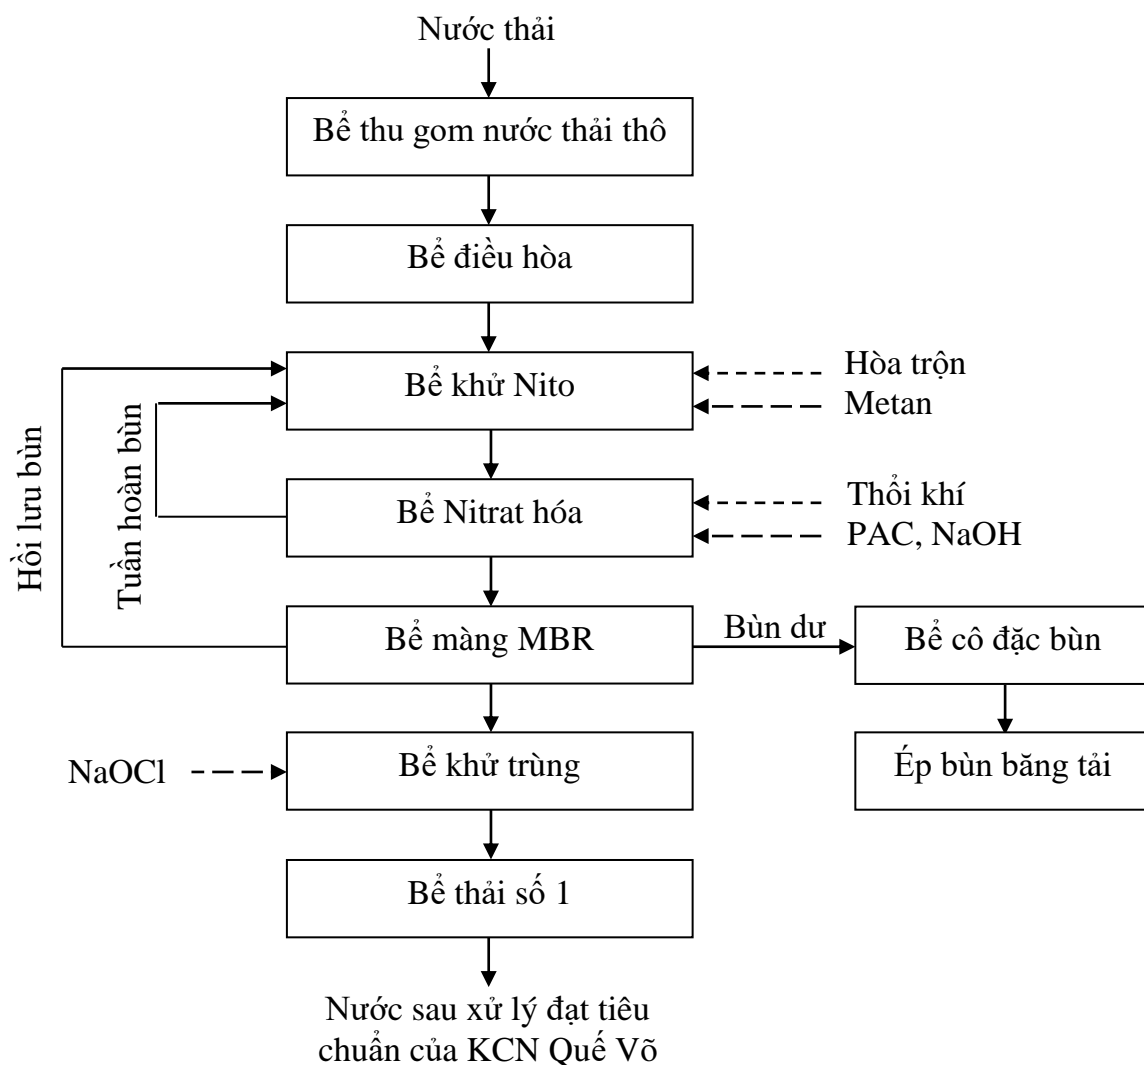 Nước thải
Bể thu gom nước thải thô
Bể điều hòa
Bể khử Nito
Hòa trộn
Metan
Hồi lưu bùn
Tuần hoàn bùn
Bể Nitrat hóa
Thổi khí
PAC, NaOH
Bể màng MBR
Bùn dư
Bể cô đặc bùn
NaOCl
Bể khử trùng
Ép bùn băng tải
Bể thải số 1
Nước sau xử lý đạt tiêu
chuẩn của KCN Quế Võ